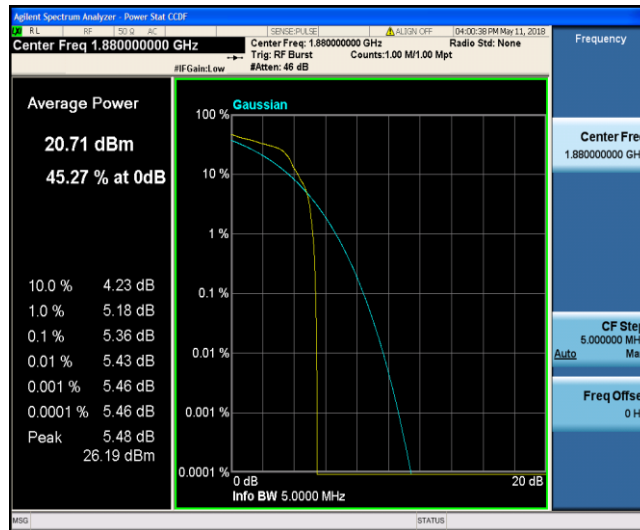 Agilent Spectrum Analyzer - Power Stat CCDF
RL RF 50 Ω AC SENSE:PULSE ALIGN OFF 04:00:38 PM May 11, 2018
Center Freq 1.880000000 GHz
Center Freq: 1.880000000 GHz Radio Std: None
Trig: RF Burst Counts:1.00 M/1.00 Mpt
#IFGain:Low #Atten: 46 dB
Frequency
Average Power
20.71 dBm
45.27 % at 0dB
10.0 % 4.23 dB
1.0 % 5.18 dB
0.1 % 5.36 dB
0.01 % 5.43 dB
0.001 % 5.46 dB
0.0001 % 5.46 dB
Peak 5.48 dB
26.19 dBm
Gaussian
100 %
10 %
1 %
0.1 %
0.01 %
0.001 %
0.0001 %
0 dB 20 dB
Info BW 5.0000 MHz
Center Fre
1.880000000 GH
CF Step
5.000000 MH
Auto Ma
Freq Offse
0 H
MSG STATUS